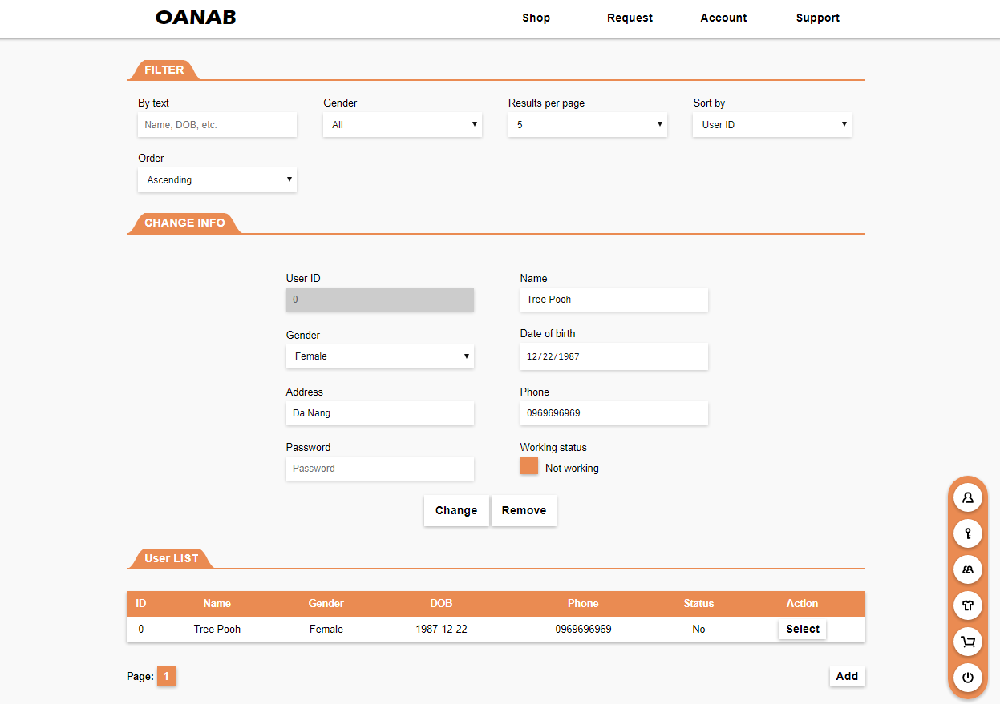 OANAB Shop Request Account Support
FILTER
By text Gender Results per page Sort by
Name, DOB, etc. All 5 User ID
Order
Ascending
CHANGE INFO
User ID Name
0 Tree Pooh
Gender Date of birth
Female 12/22/1987
Address Phone
Da Nang 0969696969
Password Working status
Password Not working
Change Remove
User LIST
ID Name Gender DOB Phone Status Action
0 Tree Pooh Female 1987-12-22 0969696969 No Select
Page: 1 Add